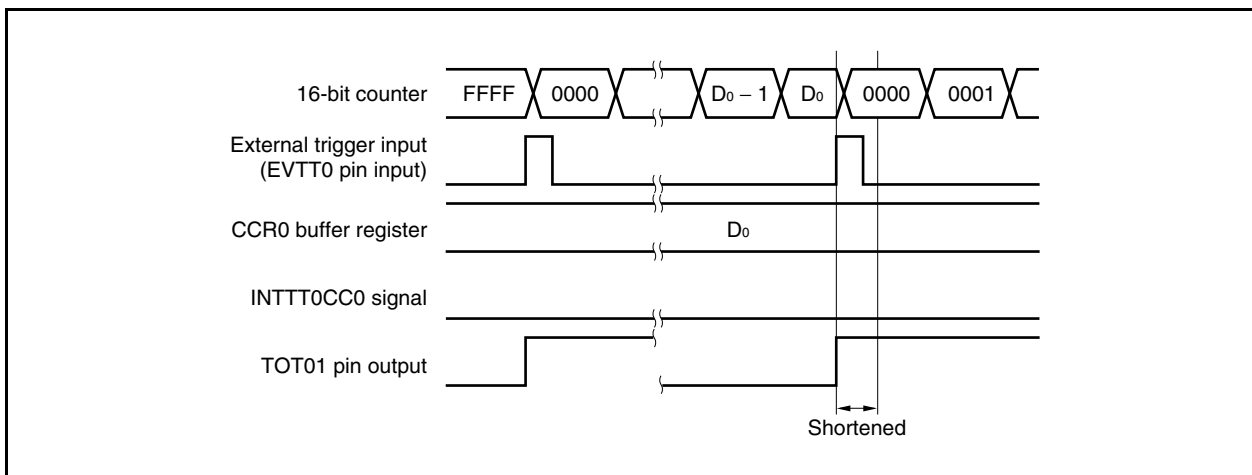 16-bit counter FFFF 0000 D0 − 1 D0 0000 0001
External trigger input
(EVTT0 pin input)
CCR0 buffer register D0
INTTT0CC0 signal
TOT01 pin output
Shortened